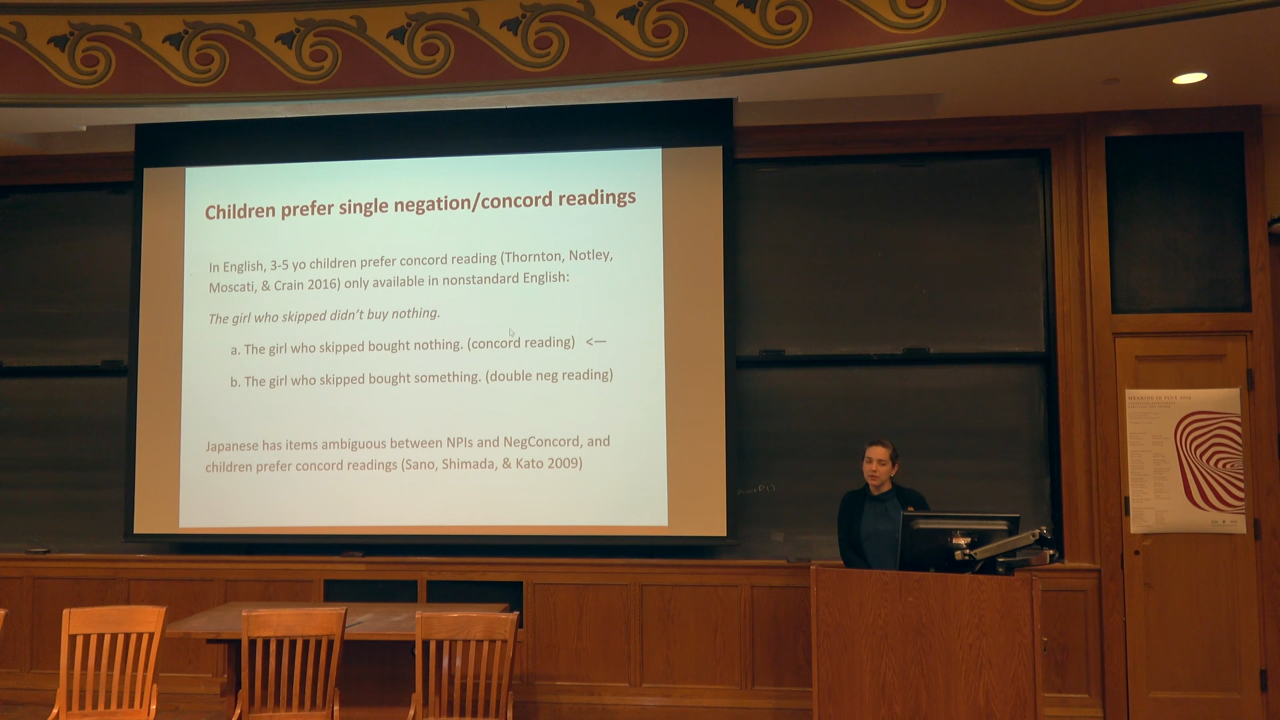 Children prefer single negation/concord readings
In English, 3-5 yo children prefer concord reading (Thornton, Notley,
Moscati, & Crain 2016) only available in nonstandard English:
The girl who skipped didn't buy nothing.
a. The girl who skipped bought nothing. (concord reading) <—
b. The girl who skipped bought something. (double neg reading)
Japanese has items ambiguous between NPIs and NegConcord, and
children prefer concord readings (Sano, Shimada, & Kato 2009)
MEANING IN FLUX